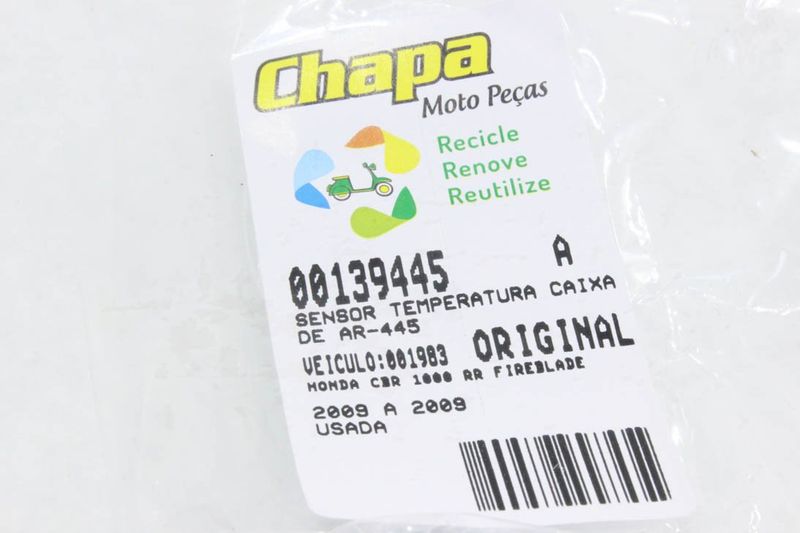 Chapa
Moto Peças
Recicle
Renove
Reutilize
00139445 A
SENSOR TEMPERATURA CAIXA
DE AR-445
VEICULO:001983 ORIGINAL
HONDA CBR 1000 RR FIREBLADE
2009 A 2009
USADA